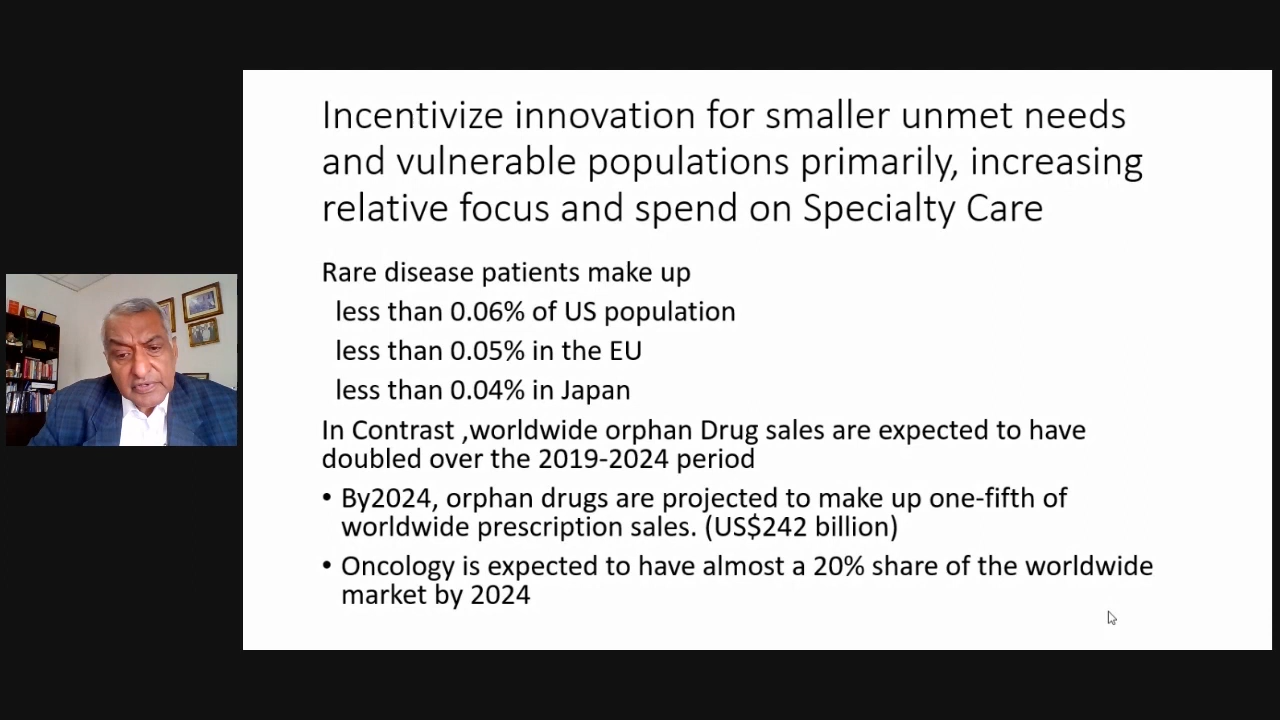 Incentivize innovation for smaller unmet needs
and vulnerable populations primarily, increasing
relative focus and spend on Specialty Care
Rare disease patients make up
less than 0.06% of US population
less than 0.05% in the EU
less than 0.04% in Japan
In Contrast ,worldwide orphan Drug sales are expected to have
doubled over the 2019-2024 period
• By2024, orphan drugs are projected to make up one-fifth of
worldwide prescription sales. (US$242 billion)
• Oncology is expected to have almost a 20% share of the worldwide
market by 2024